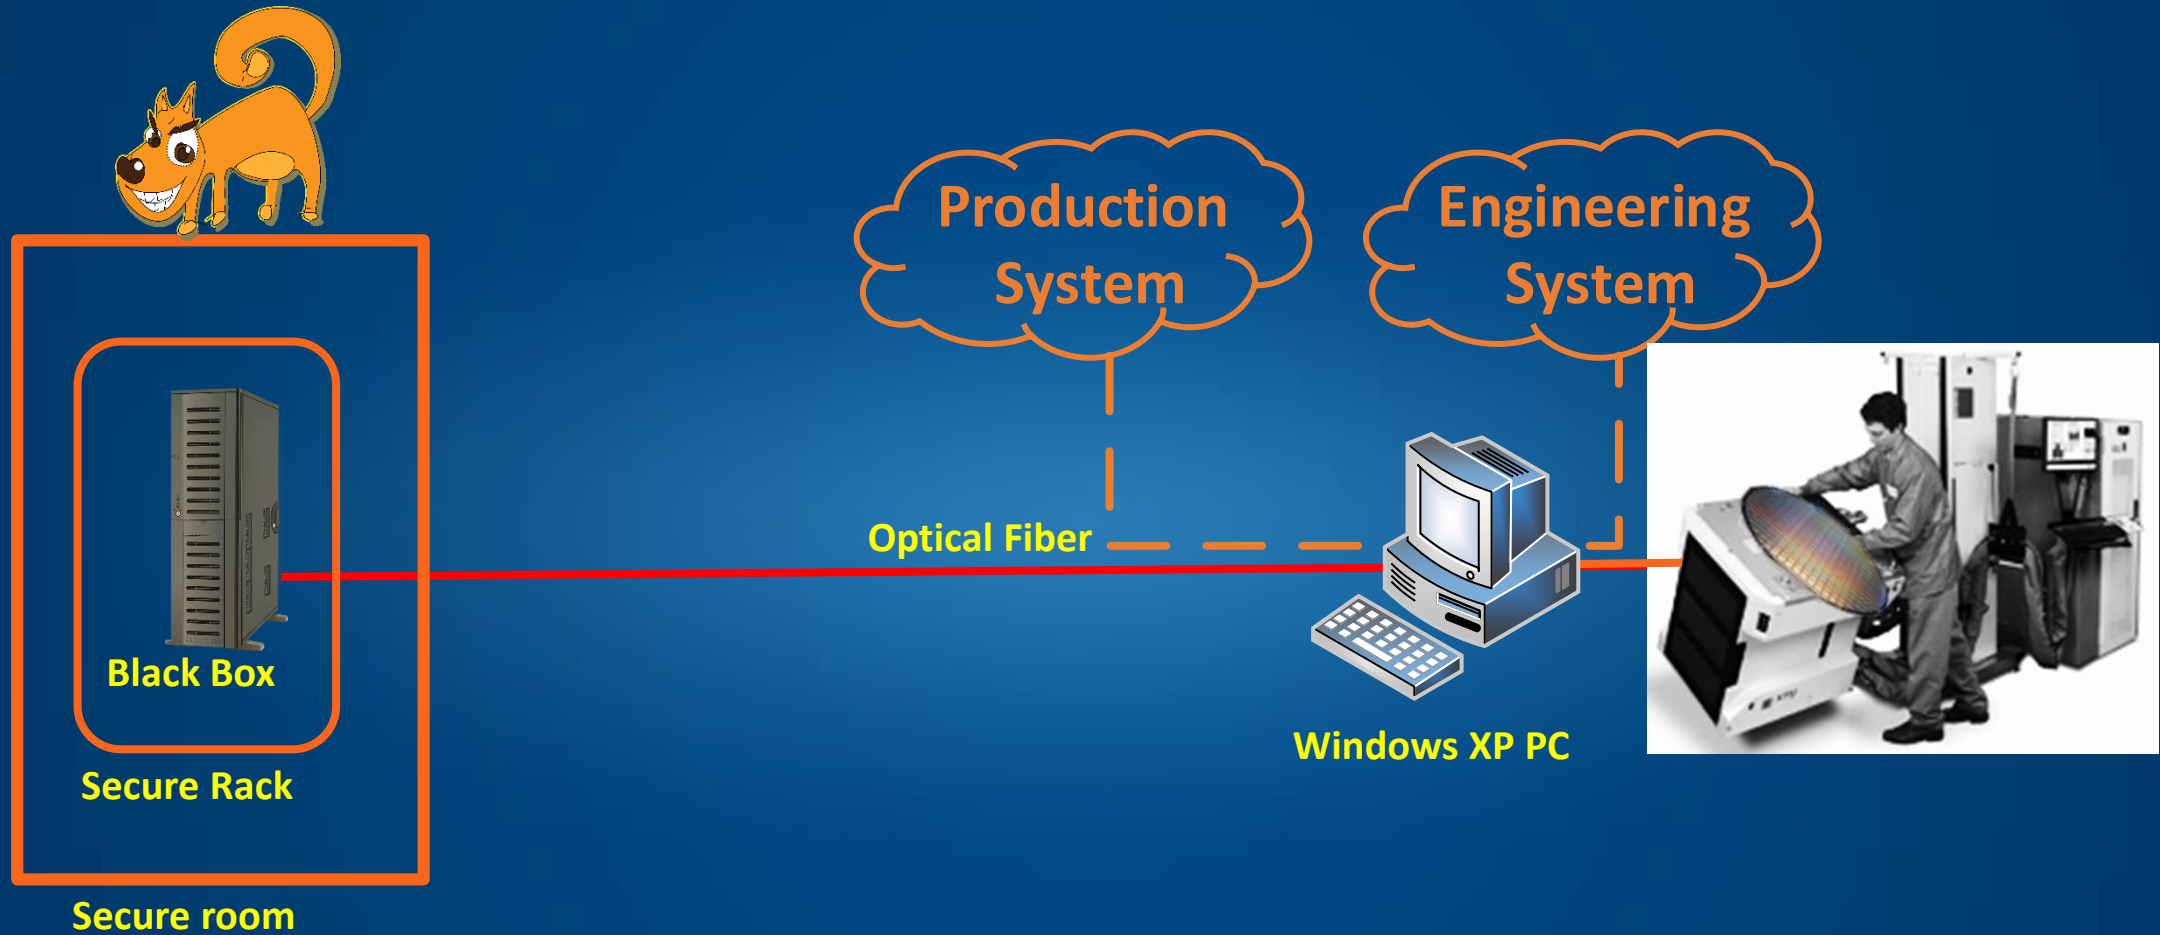 Production
System
Engineering
System
Optical Fiber
Black Box
Windows XP PC
Secure Rack
Secure room